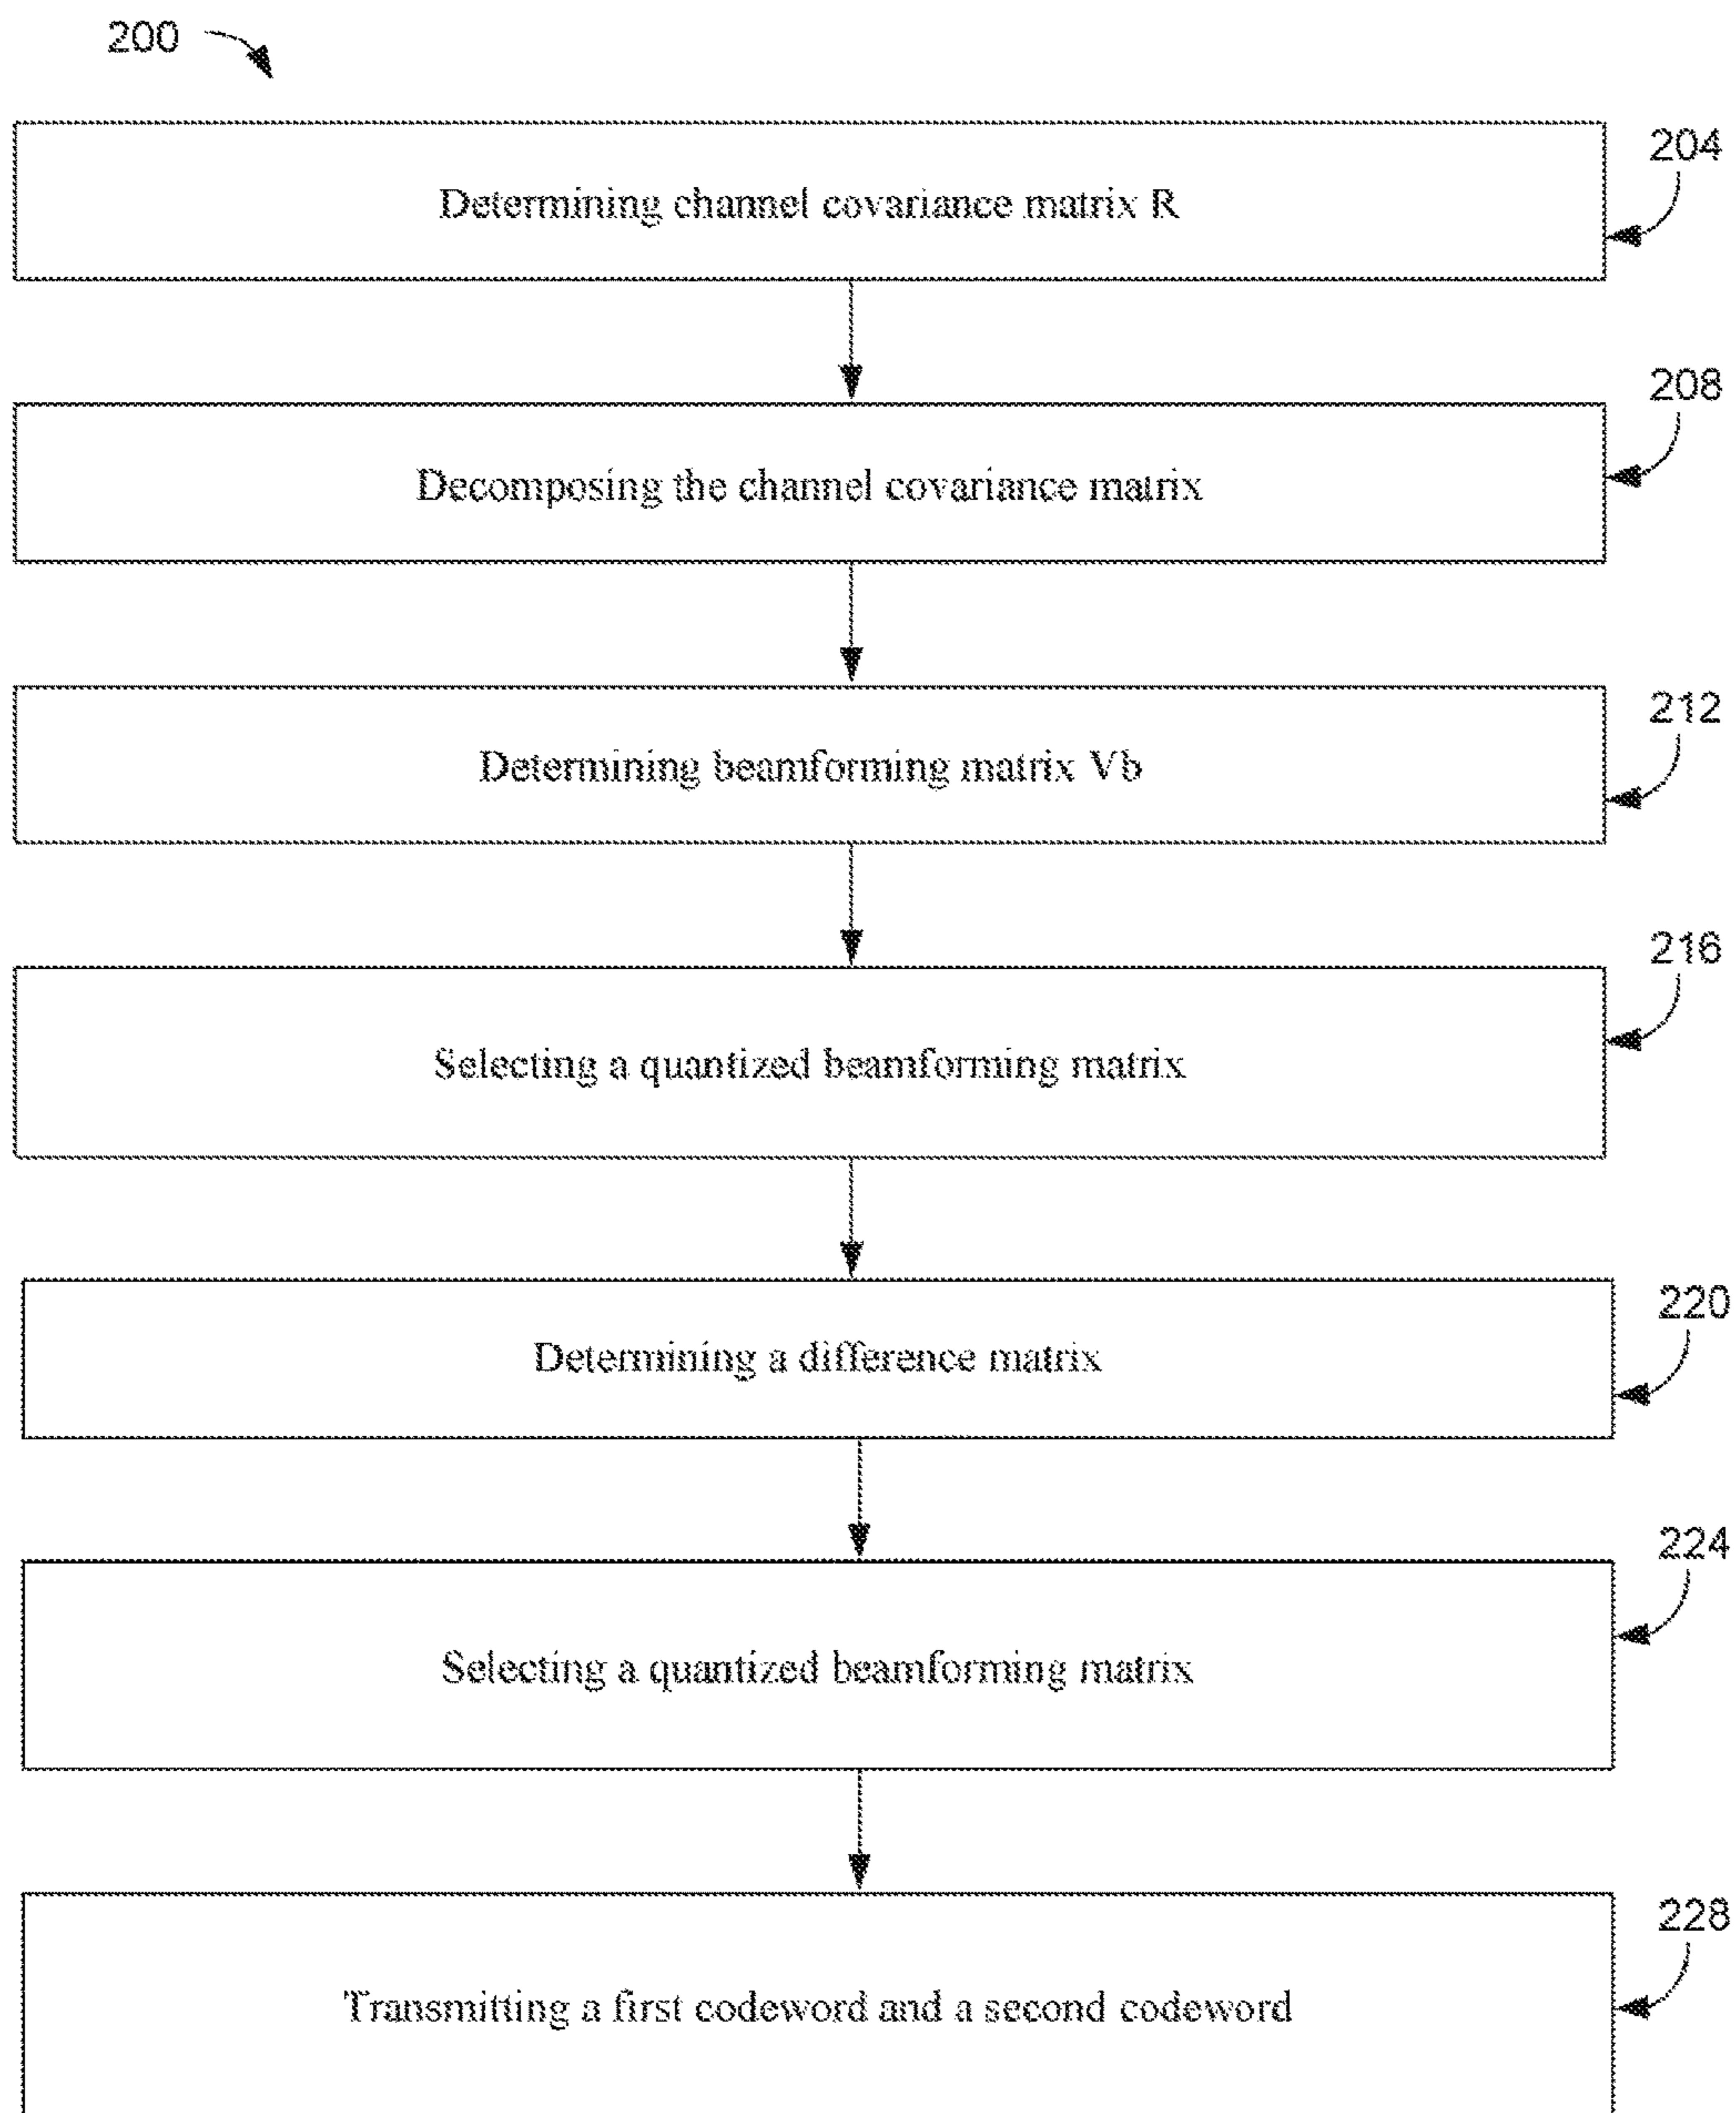 200
204
Determining channel covariance matrix R
208
Decomposing the channel covariance matrix
212
Determining beamforming matrix Vb
216
Selecting a quantized beamforming matrix
220
Determining a difference matrix
224
Selecting a quantized beamforming matrix
228
Transmitting a first codeword and a second codeword